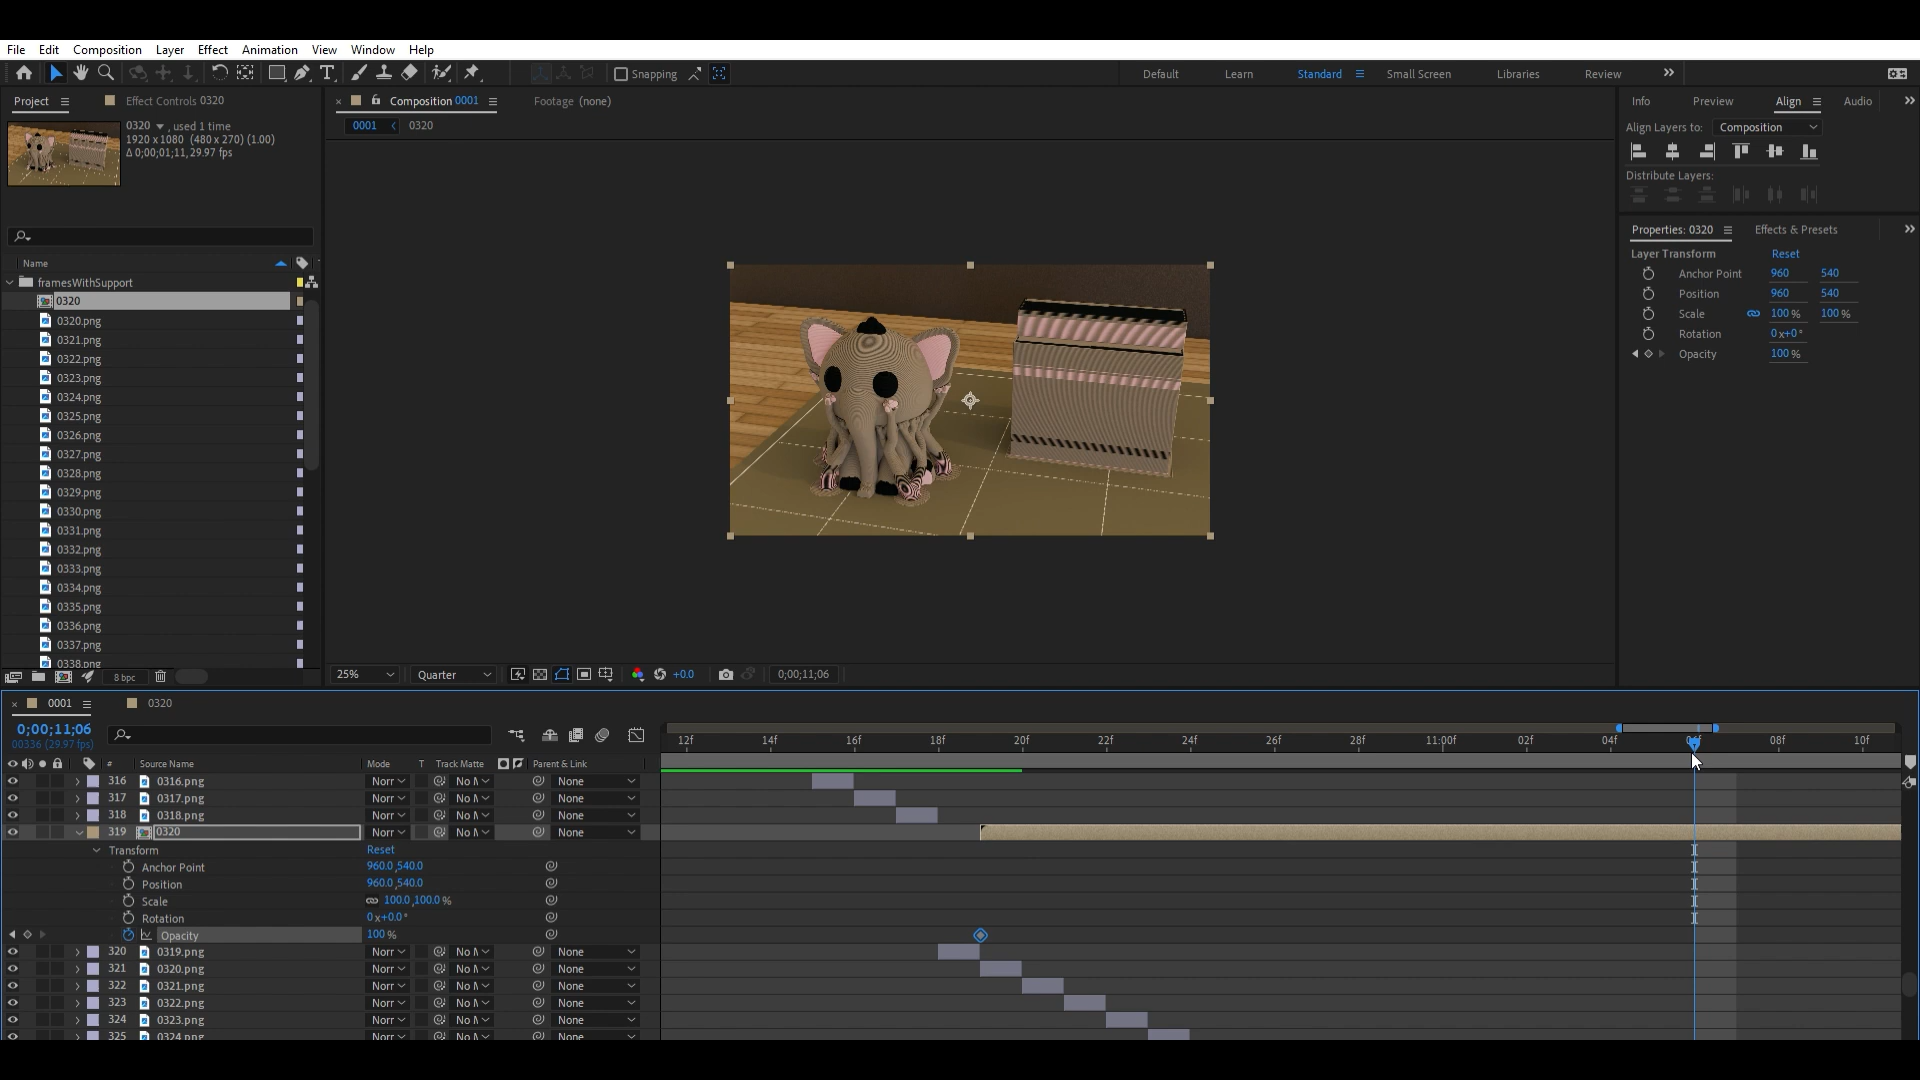 File Edit Composition Layer Effect Animation View Window Help
Snapping Default Learn Standard Small Screen Libraries Review
Project Effect Controls 0320
0320 , used 1 time
1920 x 1080 (480 x 270) (1.00)
Δ 0;00;01;11, 29.97 fps
Composition 0001 Footage (none)
0001 0320
Info Preview Align Audio
Align Layers to: Composition
Distribute Layers:
Properties: 0320 Effects & Presets
Layer Transform Reset
Anchor Point 960 540
Position 960 540
Scale 100 % 100 %
Rotation 0x+0°
Opacity 100 %
Name
framesWithSupport
0320
0320.png
0321.png
0322.png
0323.png
0324.png
0325.png
0326.png
0327.png
0328.png
0329.png
0330.png
0331.png
0332.png
0333.png
0334.png
0335.png
0336.png
0337.png
0338.png
8 bpc
25% Quarter +0.0 0;00;11;06
0001 0320
0;00;11;06
00336 (29.97 fps)
12f 14f 16f 18f 20f 22f 24f 26f 28f 11:00f 02f 04f 06f 08f 10f
# Source Name Mode T Track Matte Parent & Link
316 0316.png Norr No M None
317 0317.png Norr No M None
318 0318.png Norr No M None
319 0320 Norr No M None
Transform Reset
Anchor Point 960.0,540.0
Position 960.0,540.0
Scale 100.0,100.0 %
Rotation 0x+0.0°
Opacity 100 %
320 0319.png Norr No M None
321 0320.png Norr No M None
322 0321.png Norr No M None
323 0322.png Norr No M None
324 0323.png Norr No M None
325 0324.png Norr No M None